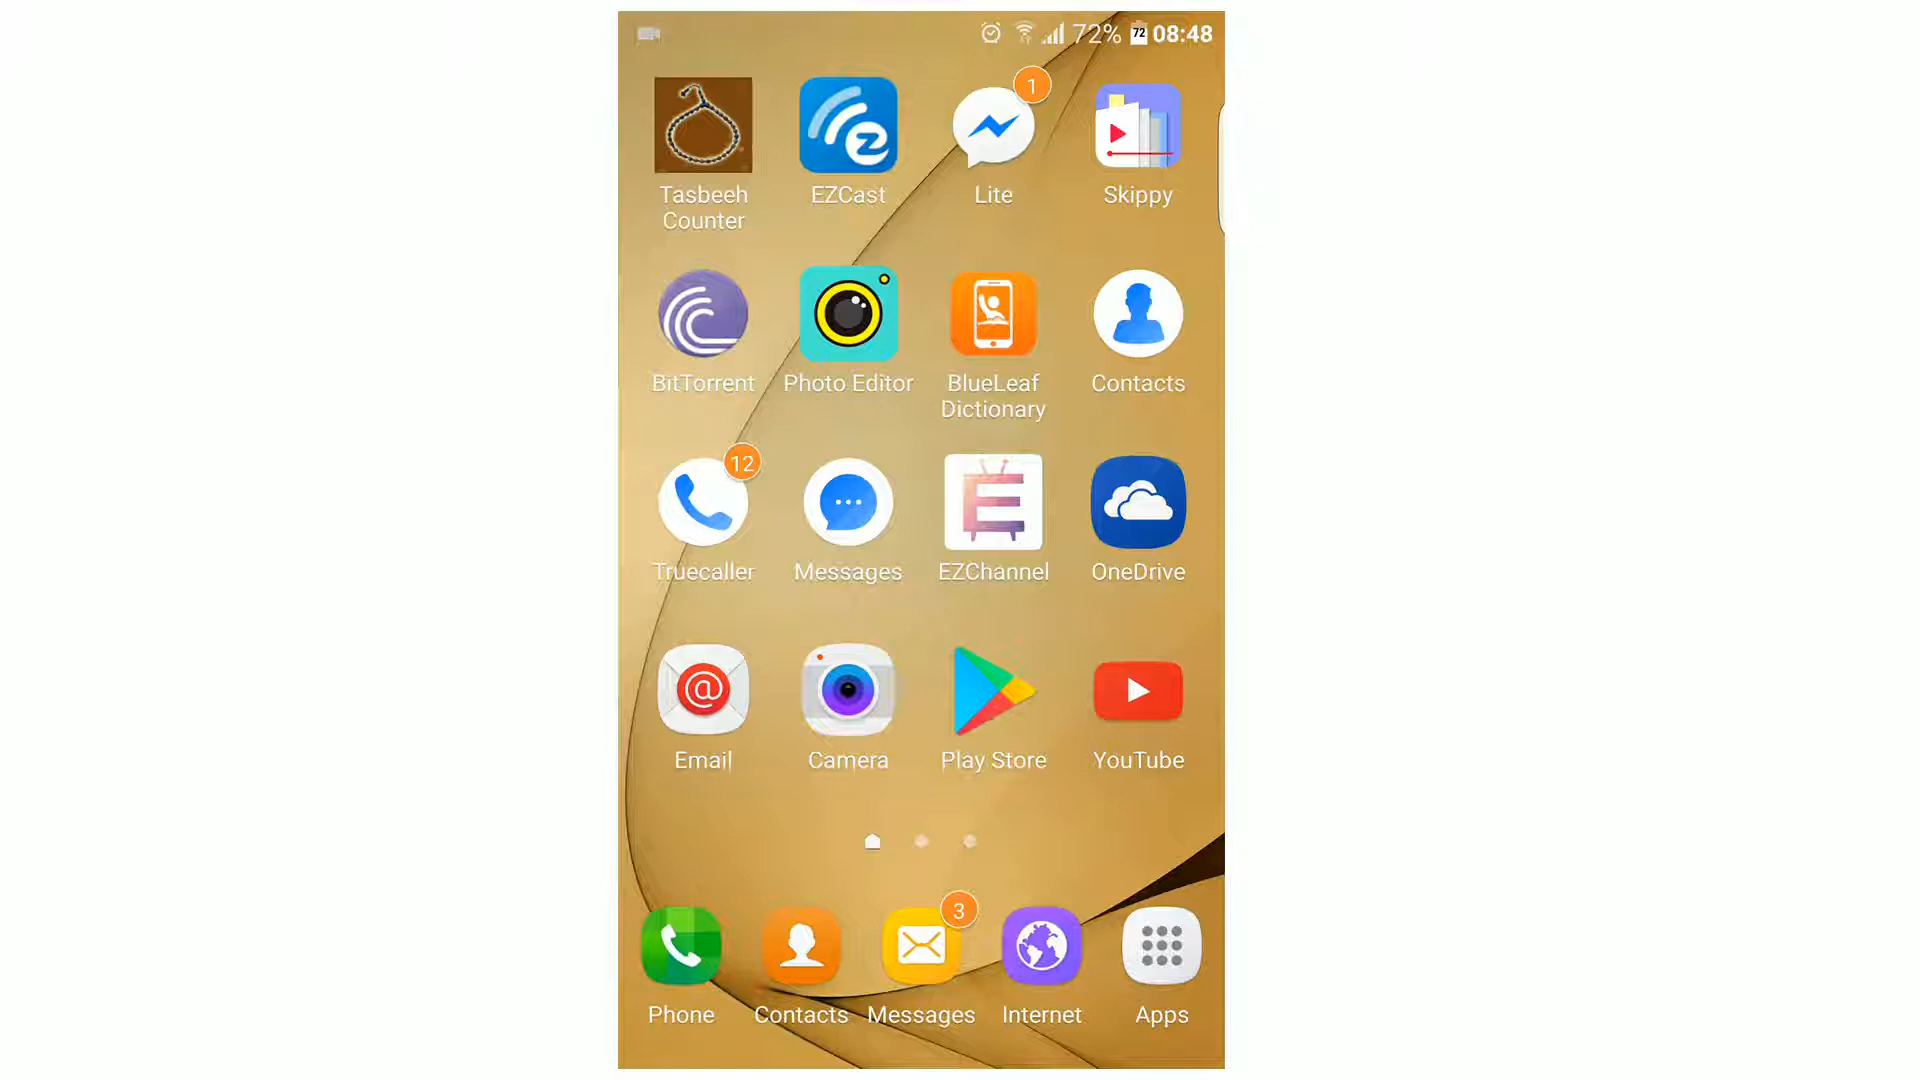 72% 72 08:48
1
Tasbeeh Counter
EZCast
Lite
Skippy
BitTorrent
Photo Editor
BlueLeaf Dictionary
Contacts
12
Truecaller
Messages
EZChannel
OneDrive
Email
Camera
Play Store
YouTube
3
Phone
Contacts
Messages
Internet
Apps